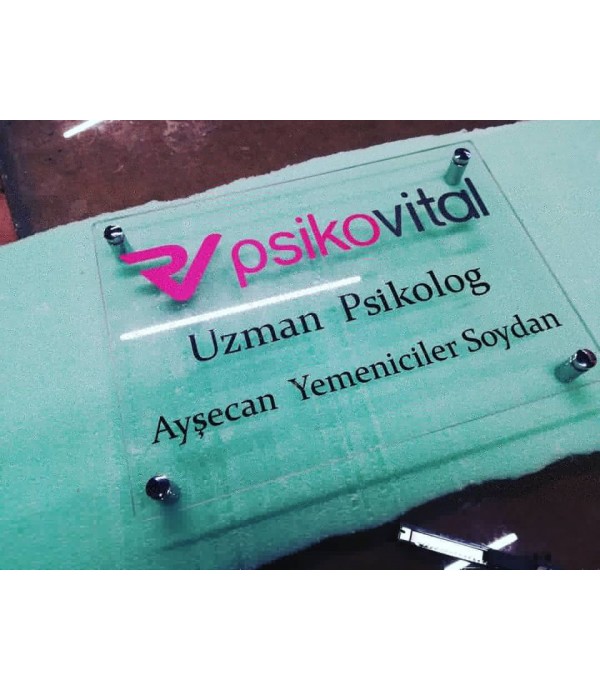 psikovital
Uzman Psikolog
Ayşecan Yemeniciler Soydan